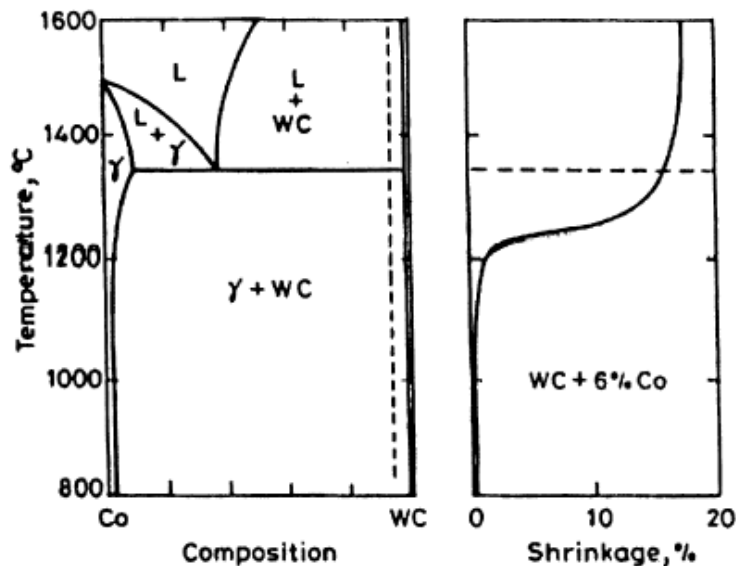 1600
1400
1200
1000
800
Temperature, °C
L
L
+
WC
L
+
γ
γ
γ + WC
Co
WC
Composition
WC + 6% Co
0
10
20
Shrinkage, %